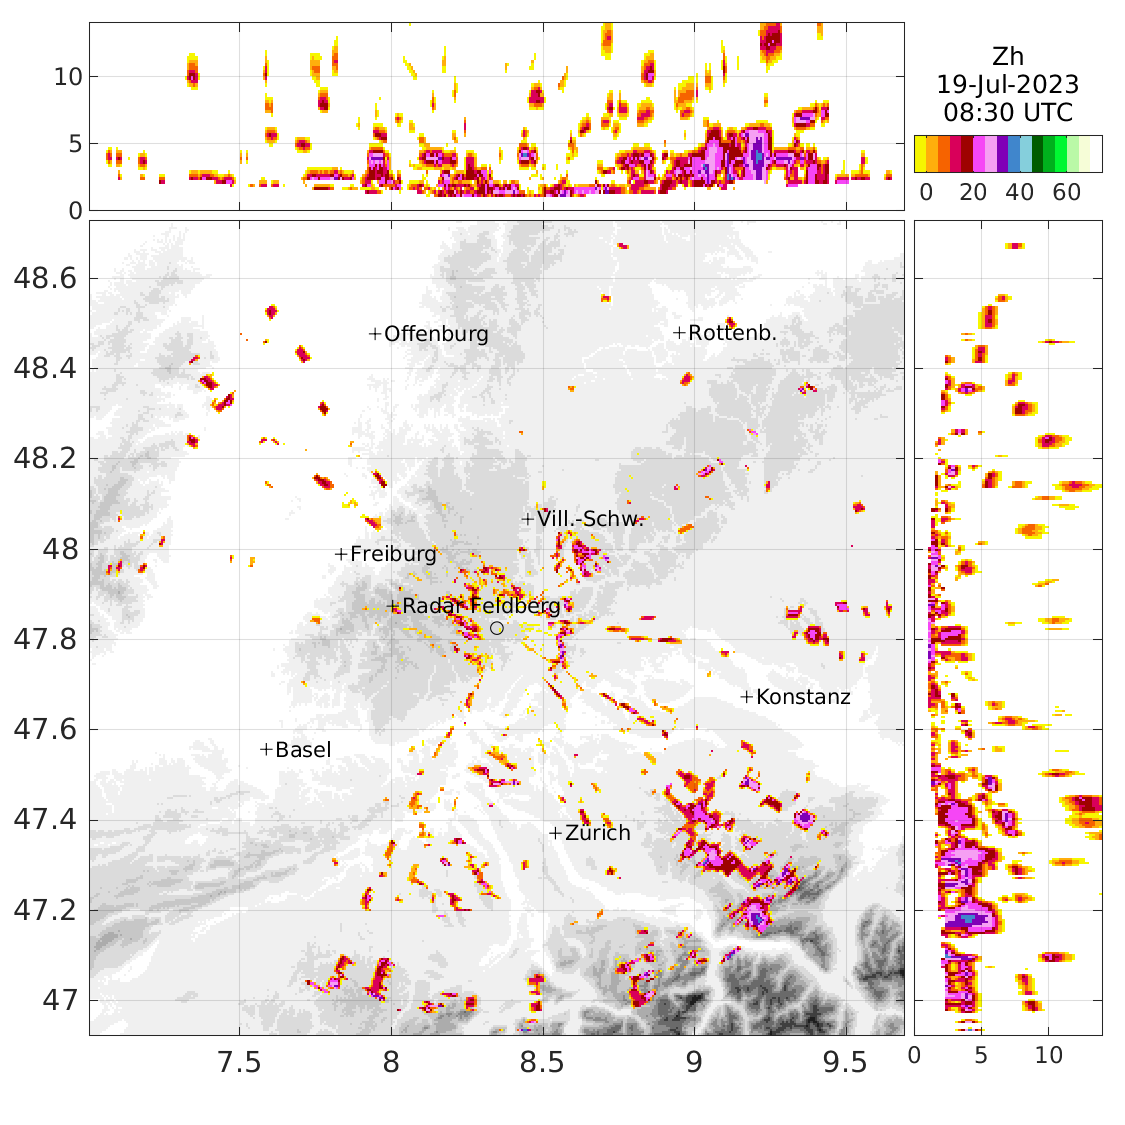 10
5
0
Zh
19-Jul-2023
08:30 UTC
0 20 40 60
48.6
48.4
48.2
48
47.8
47.6
47.4
47.2
47
+Offenburg
+Rottenb.
+Vill.-Schw.
+Freiburg
+Radar Feldberg
+Konstanz
+Basel
+Zürich
7.5 8 8.5 9 9.5
0 5 10